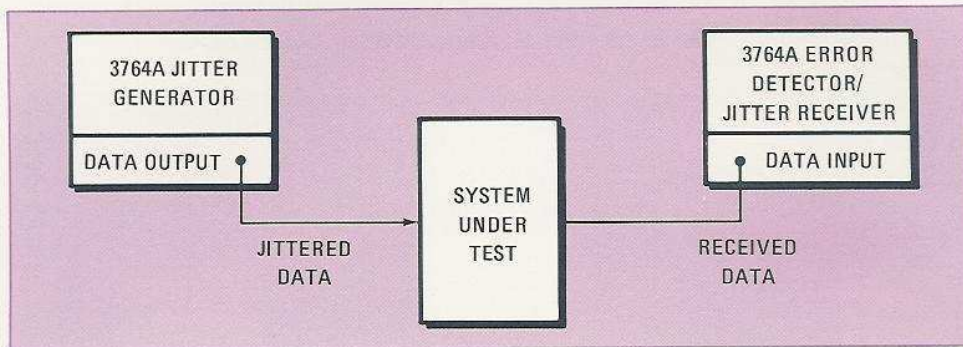 3764A JITTER
GENERATOR
DATA OUTPUT
JITTERED
DATA
SYSTEM
UNDER
TEST
3764A ERROR
DETECTOR/
JITTER RECEIVER
DATA INPUT
RECEIVED
DATA